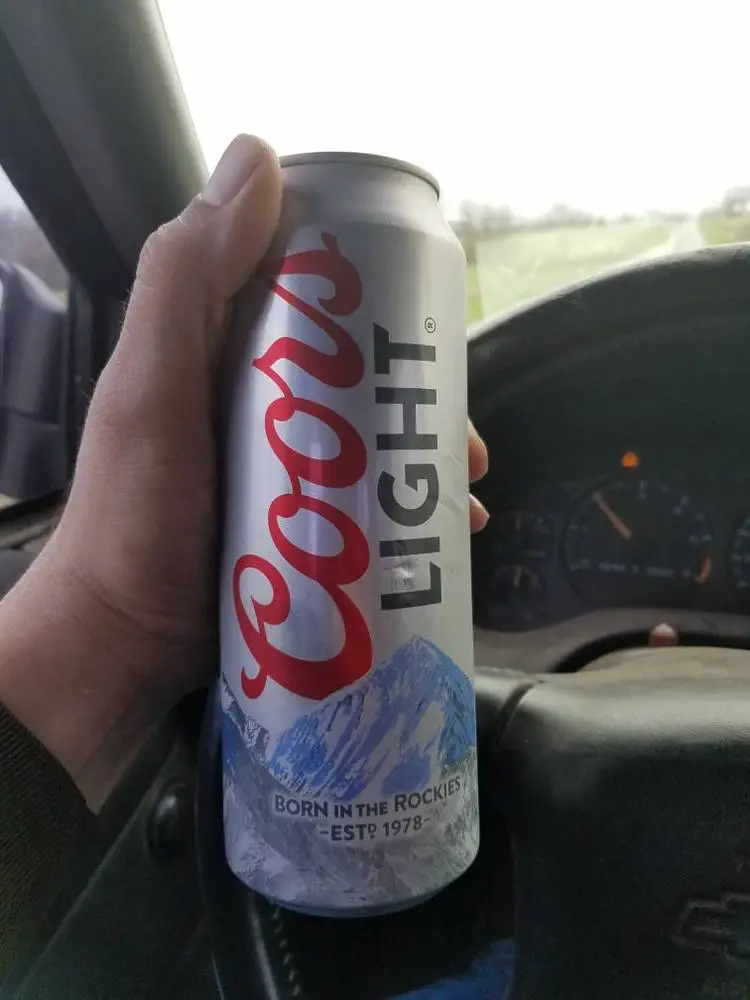 Coors
LIGHT®
BORN IN THE ROCKIES
-ESTD 1978-